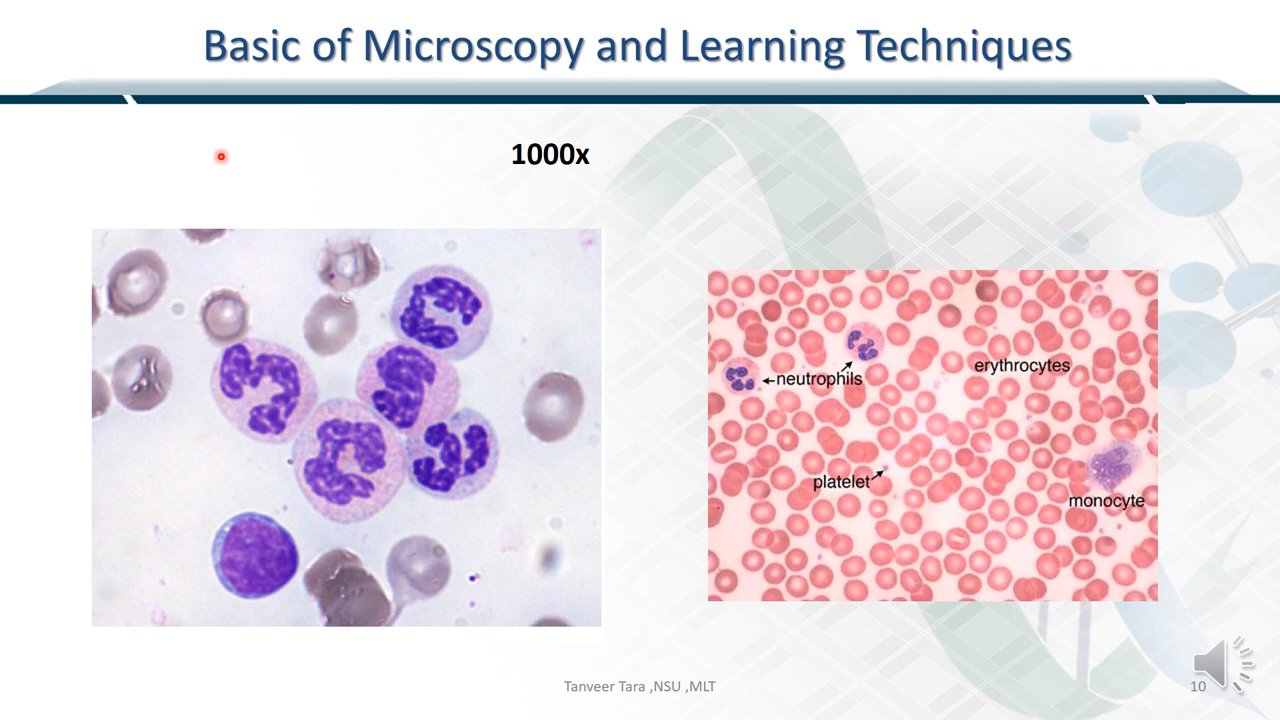 Basic of Microscopy and Learning Techniques
1000x
neutrophils
erythrocytes
platelet
monocyte
Tanveer Tara ,NSU ,MLT
10